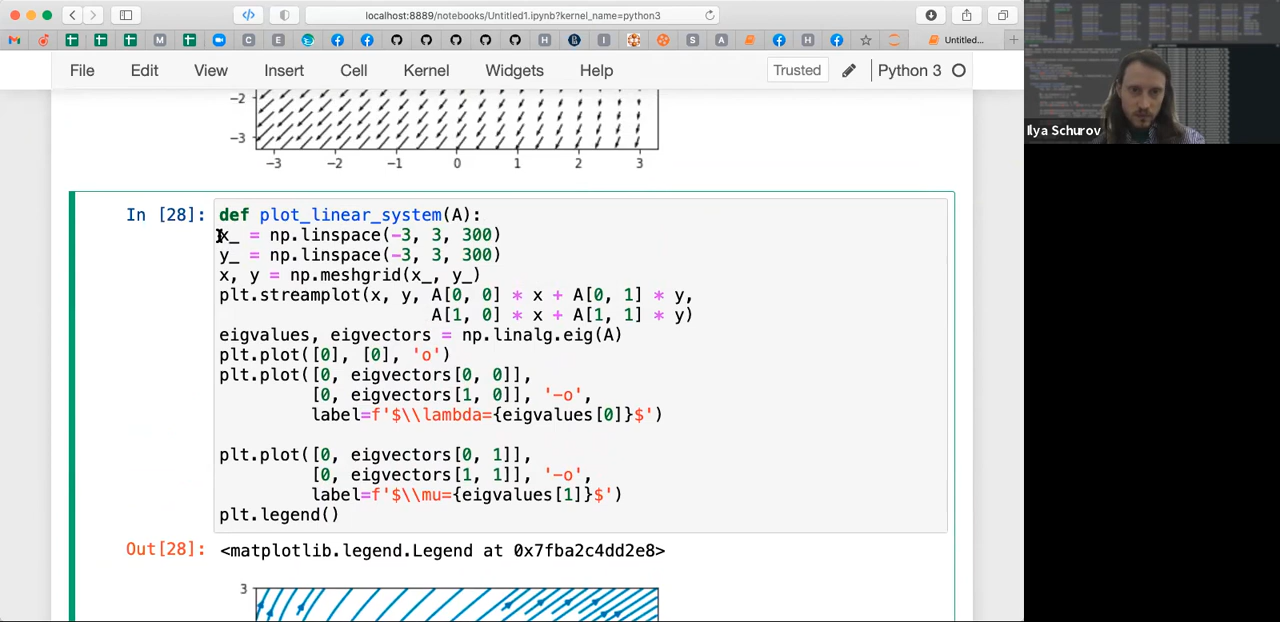 localhost:8889/notebooks/Untitled1.ipynb?kernel_name=python3
Untitled...
File Edit View Insert Cell Kernel Widgets Help Trusted Python 3
Ilya Schurov
−2
−3
−3 −2 −1 0 1 2 3
In [28]: def plot_linear_system(A):
x_ = np.linspace(-3, 3, 300)
y_ = np.linspace(-3, 3, 300)
x, y = np.meshgrid(x_, y_)
plt.streamplot(x, y, A[0, 0] * x + A[0, 1] * y,
A[1, 0] * x + A[1, 1] * y)
eigvalues, eigvectors = np.linalg.eig(A)
plt.plot([0], [0], 'o')
plt.plot([0, eigvectors[0, 0]],
[0, eigvectors[1, 0]], '-o',
label=f'$\\lambda={eigvalues[0]}$')
plt.plot([0, eigvectors[0, 1]],
[0, eigvectors[1, 1]], '-o',
label=f'$\\mu={eigvalues[1]}$')
plt.legend()
Out[28]: <matplotlib.legend.Legend at 0x7fba2c4dd2e8>
3